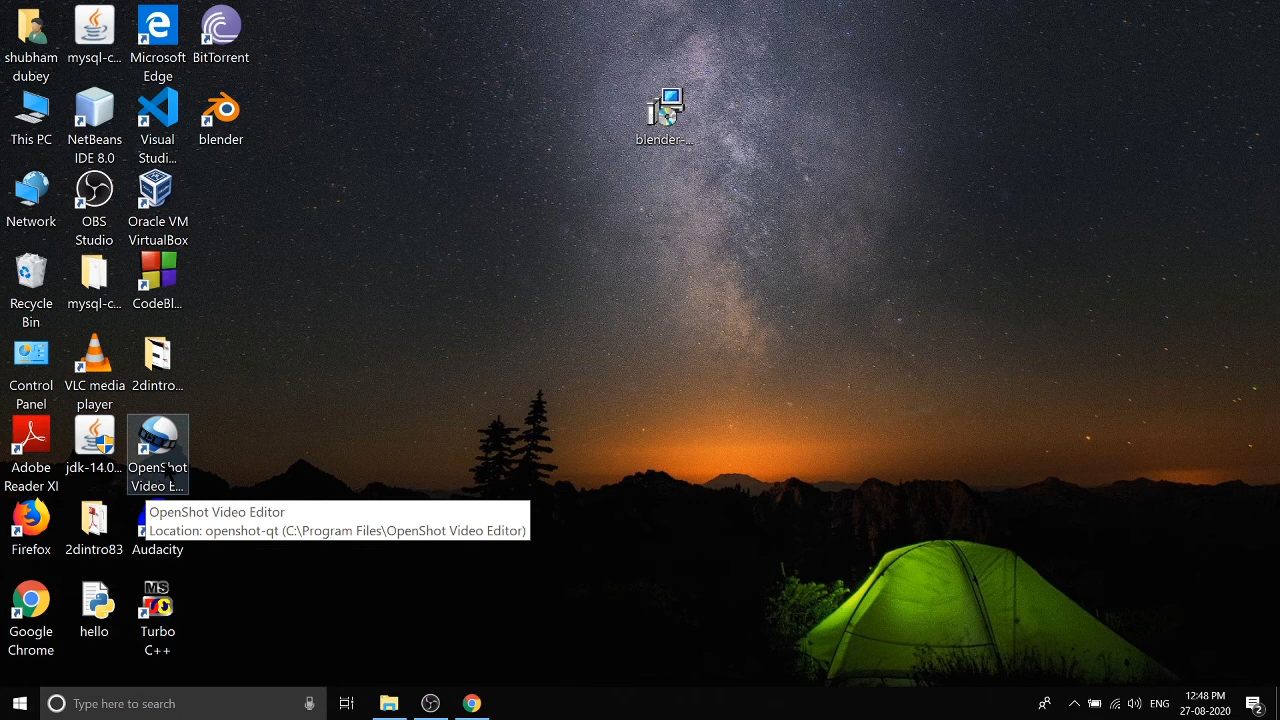 shubham
dubey
mysql-c...
Microsoft
Edge
BitTorrent
This PC
NetBeans
IDE 8.0
Visual
Studi...
blender
blender-...
Network
OBS
Studio
Oracle VM
VirtualBox
Recycle
Bin
mysql-c...
CodeBl...
Control
Panel
VLC media
player
2dintro...
Adobe
Reader XI
jdk-14.0...
OpenShot
Video E...
OpenShot Video Editor
Location: openshot-qt (C:\Program Files\OpenShot Video Editor)
Firefox
2dintro83
Audacity
Google
Chrome
hello
MS
Turbo
C++
Type here to search
ENG
12:48 PM
27-08-2020
2